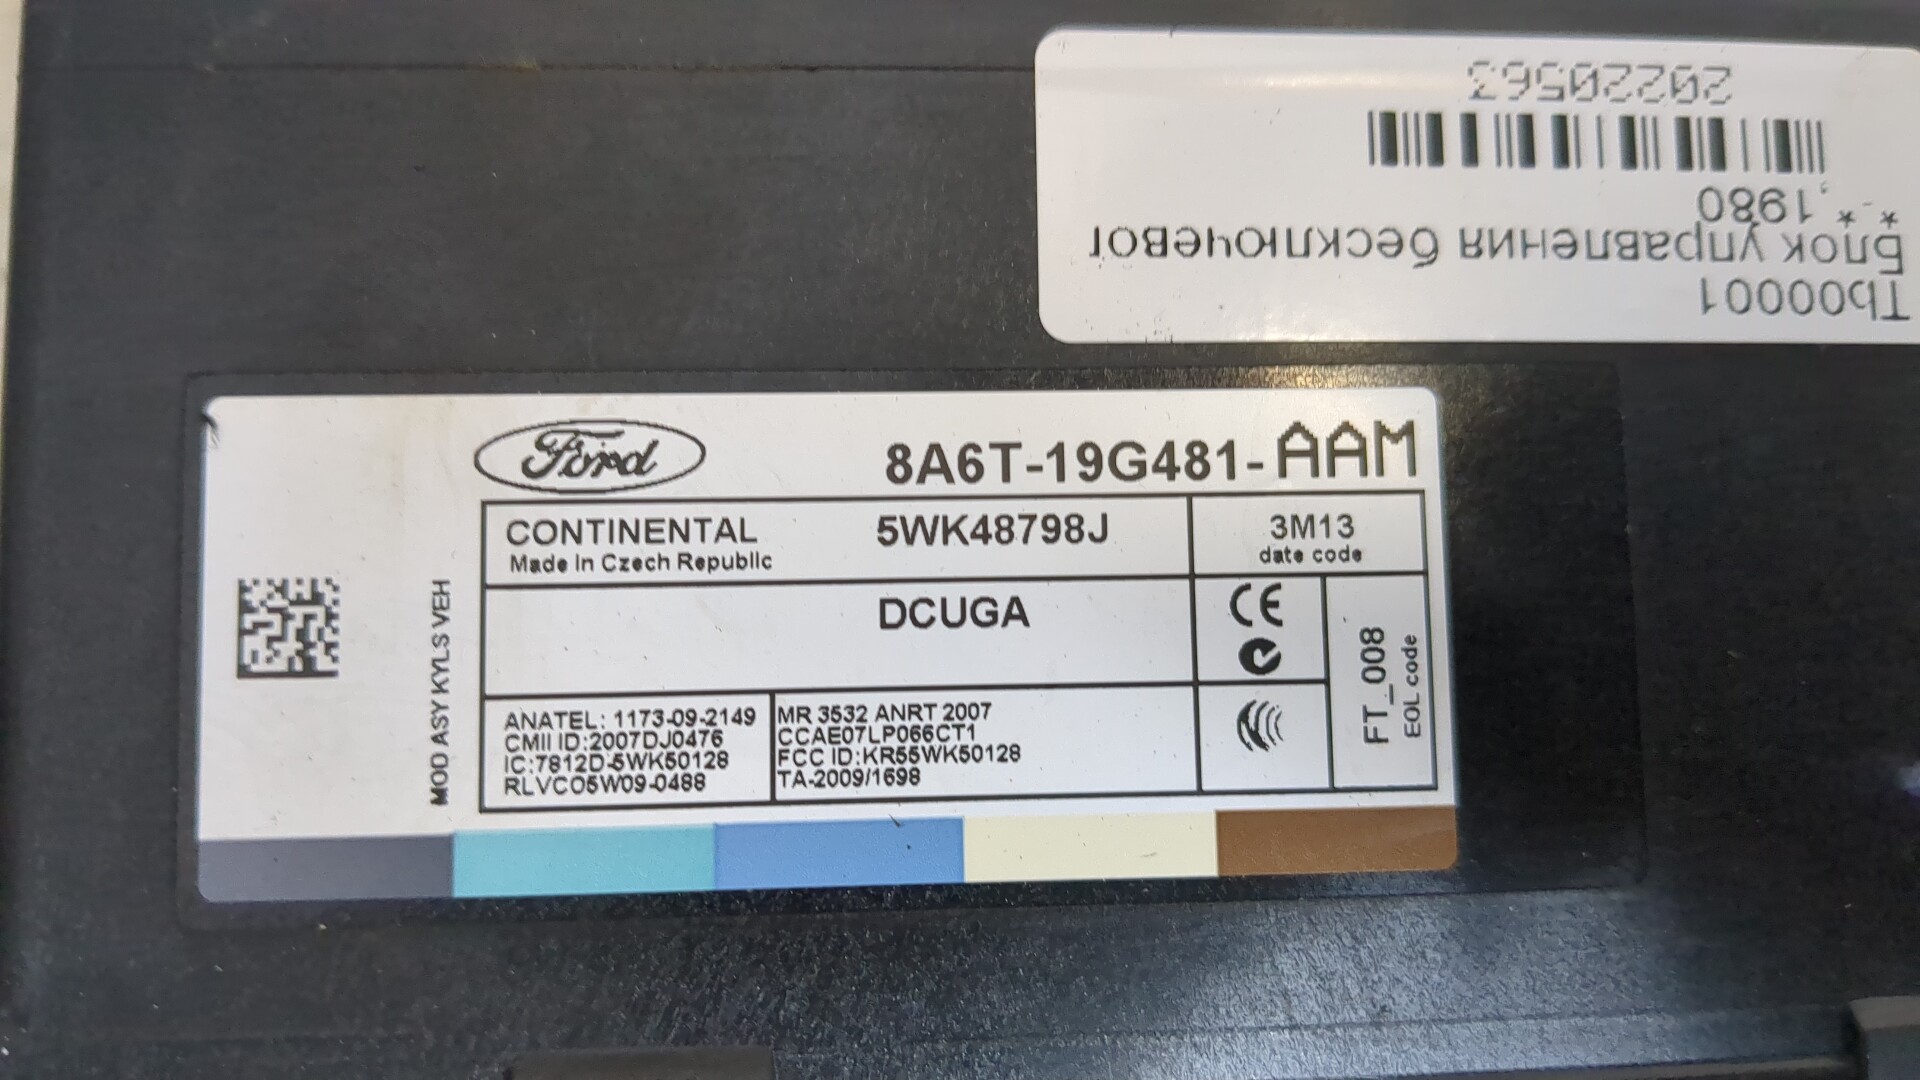 20220563
*-*,1980
Блок управления бесключевог
Tb00001
Ford
8A6T-19G481-AAM
CONTINENTAL 5WK48798J
Made In Czech Republic
3M13
date code
DCUGA
CE
MOD ASY KYLS VEH
FT_008
EOL code
ANATEL: 1173-09-2149
CMII ID:2007DJ0476
IC:7812D-5WK50128
RLVCO5W09-0488
MR 3532 ANRT 2007
CCAE07LP066CT1
FCC ID:KR55WK50128
TA-2009/1698